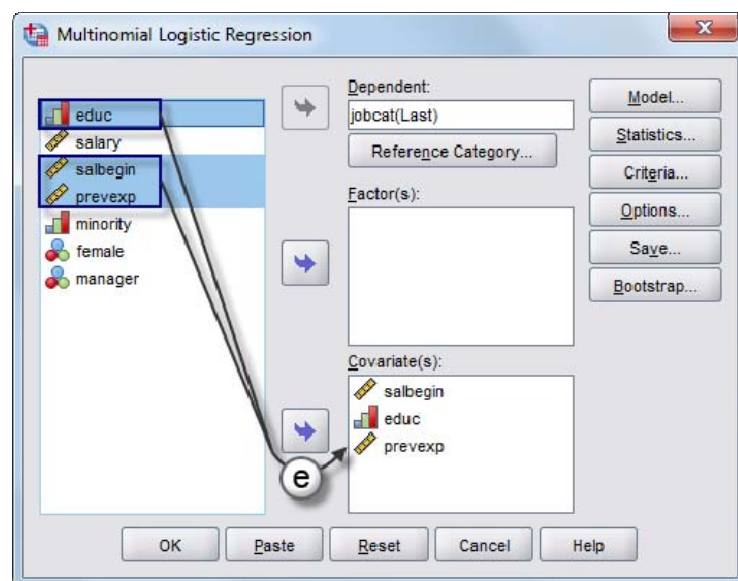 Multinomial Logistic Regression
educ
salary
salbegin
prevexp
minority
female
manager
Dependent:
jobcat(Last)
Reference Category...
Factor(s):
Covariate(s):
salbegin
educ
prevexp
e
Model...
Statistics...
Criteria...
Options...
Save...
Bootstrap...
OK
Paste
Reset
Cancel
Help